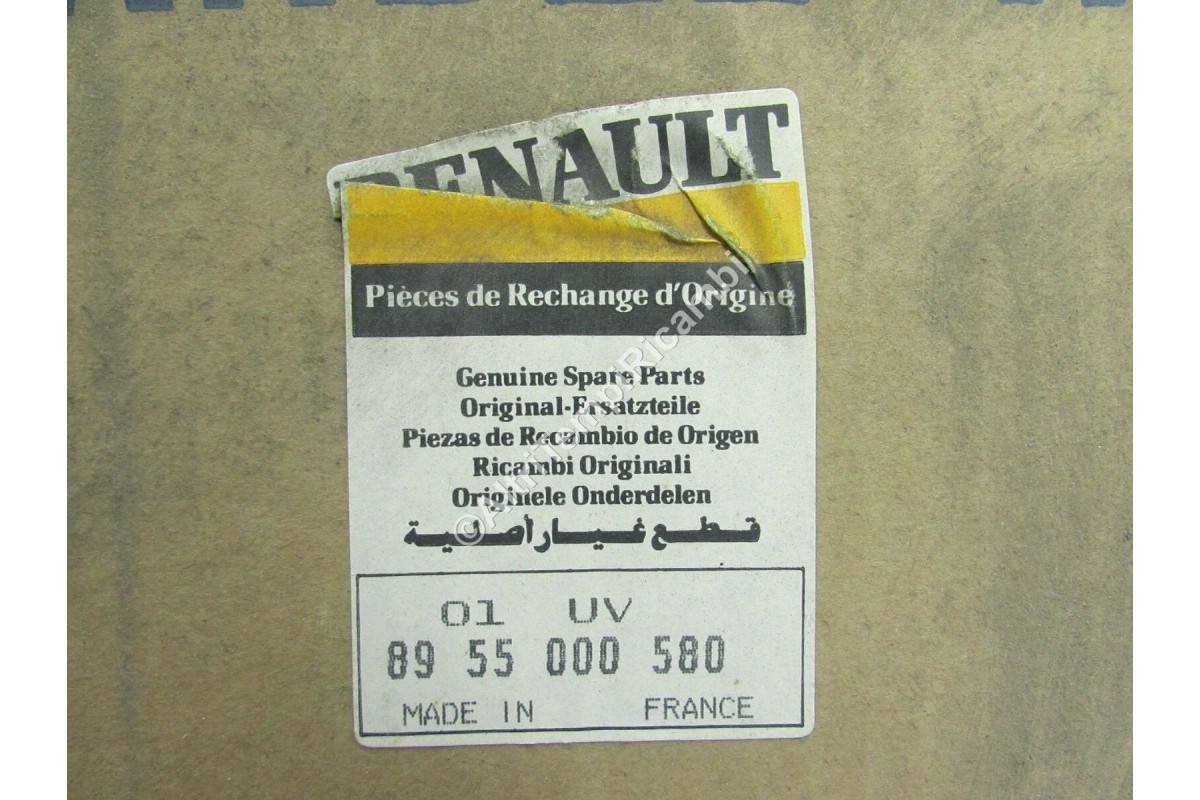 RENAULT
Pièces de Rechange d'Origine
Genuine Spare Parts
Original-Ersatzteile
Piezas de Recambio de Origen
Ricambi Originali
Originele Onderdelen
قطع غيار أصلية
01 UV
89 55 000 580
MADE IN FRANCE
©AltriTempiRicambi